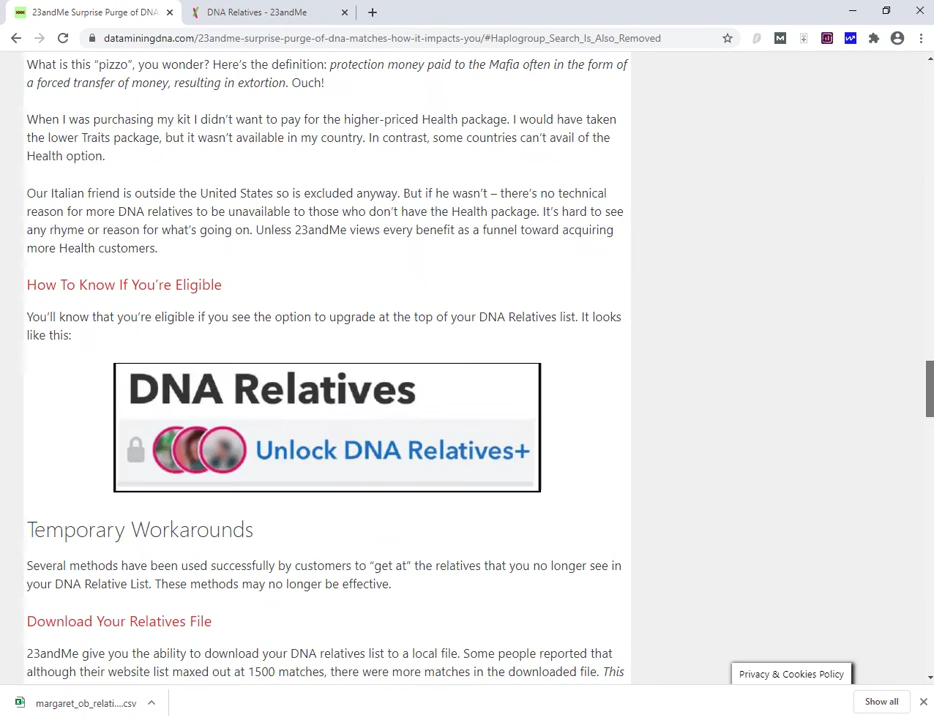 23andMe Surprise Purge of DNA
DNA Relatives - 23andMe
dataminingdna.com/23andme-surprise-purge-of-dna-matches-how-it-impacts-you/#Haplogroup_Search_Is_Also_Removed
What is this “pizzo”, you wonder? Here’s the definition: protection money paid to the Mafia often in the form of
a forced transfer of money, resulting in extortion. Ouch!
When I was purchasing my kit I didn’t want to pay for the higher-priced Health package. I would have taken
the lower Traits package, but it wasn’t available in my country. In contrast, some countries can’t avail of the
Health option.
Our Italian friend is outside the United States so is excluded anyway. But if he wasn’t – there’s no technical
reason for more DNA relatives to be unavailable to those who don’t have the Health package. It’s hard to see
any rhyme or reason for what’s going on. Unless 23andMe views every benefit as a funnel toward acquiring
more Health customers.
How To Know If You’re Eligible
You’ll know that you’re eligible if you see the option to upgrade at the top of your DNA Relatives list. It looks
like this:
DNA Relatives
Unlock DNA Relatives+
Temporary Workarounds
Several methods have been used successfully by customers to “get at” the relatives that you no longer see in
your DNA Relative List. These methods may no longer be effective.
Download Your Relatives File
23andMe give you the ability to download your DNA relatives list to a local file. Some people reported that
although their website list maxed out at 1500 matches, there were more matches in the downloaded file. This
Privacy & Cookies Policy
margaret_ob_relati....csv
Show all